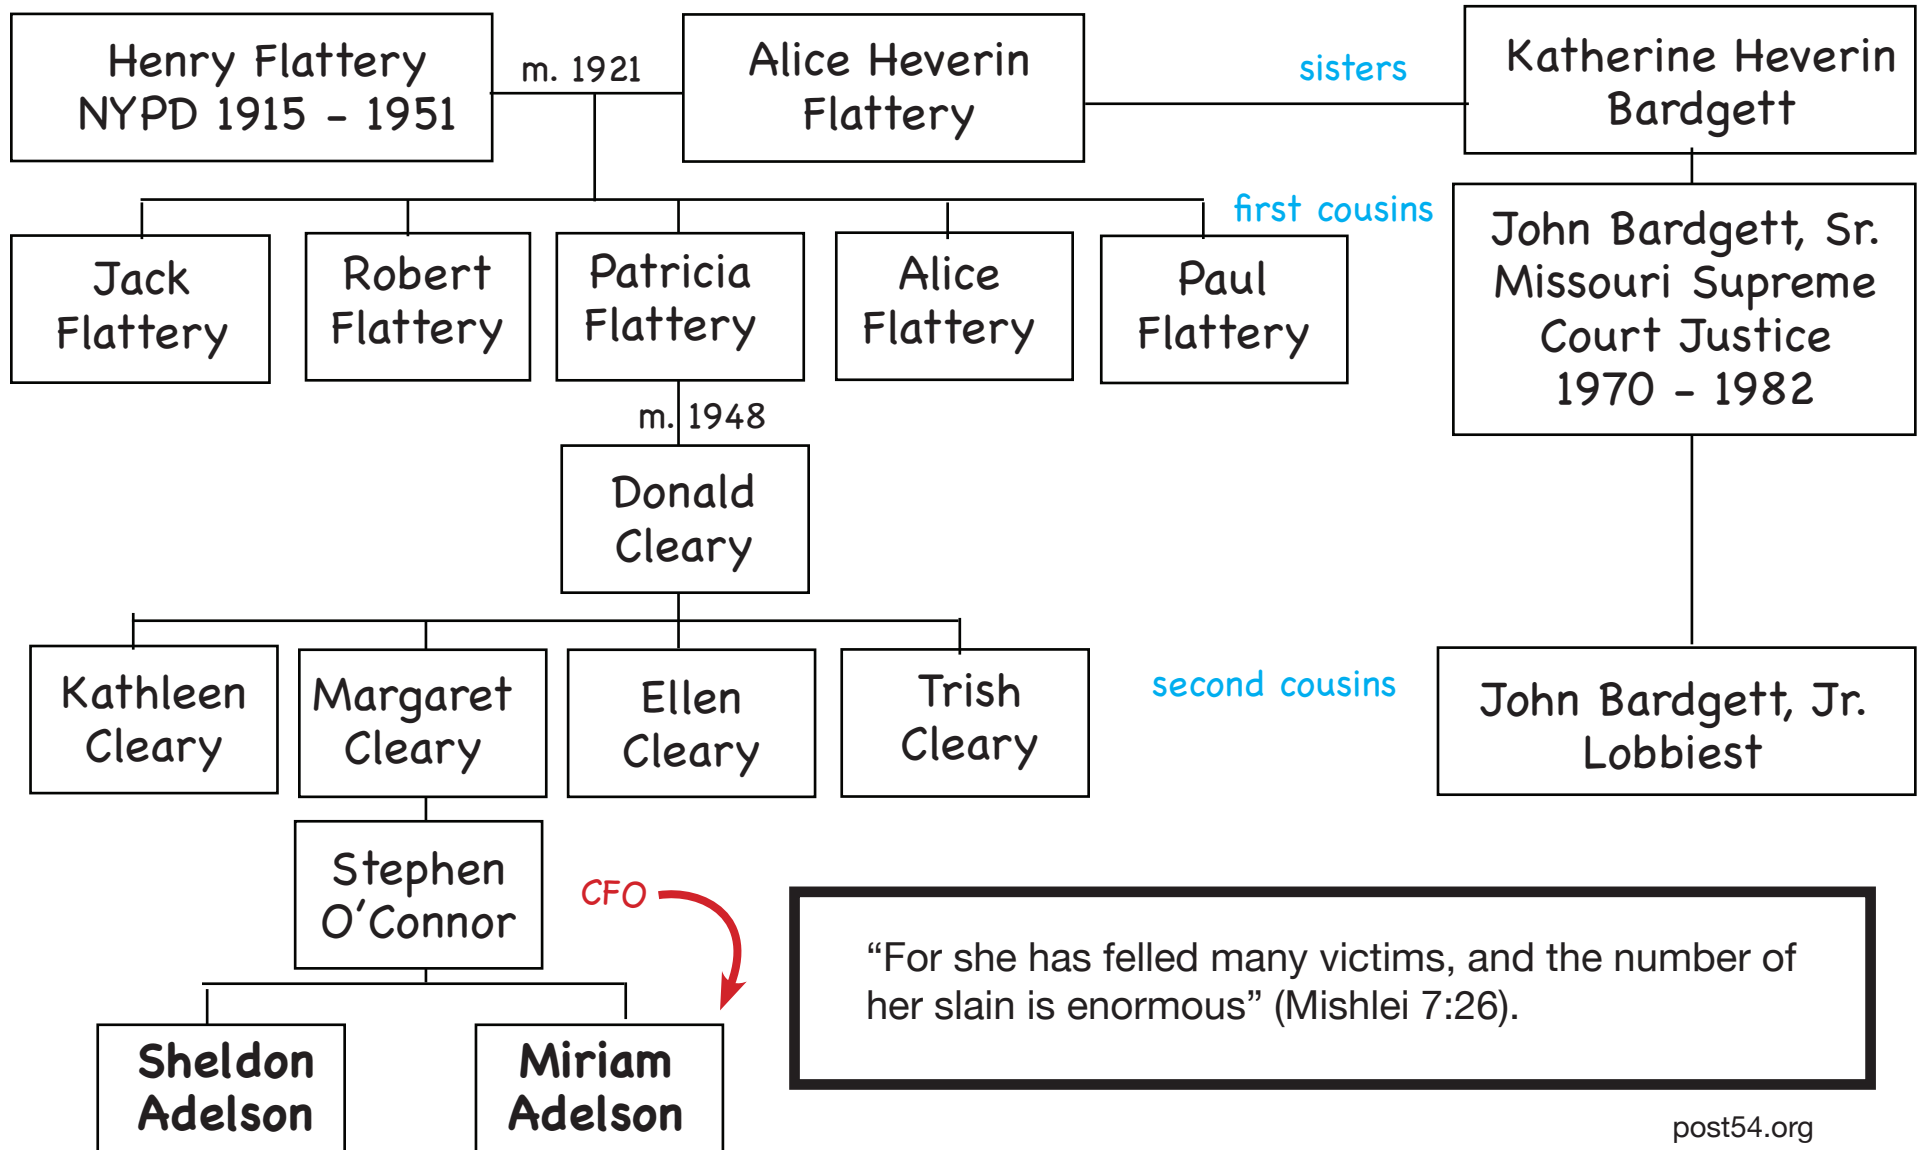 Henry Flattery
NYPD 1915 – 1951
m. 1921
Alice Heverin
Flattery
sisters
Katherine Heverin
Bardgett
first cousins
Jack
Flattery
Robert
Flattery
Patricia
Flattery
Alice
Flattery
Paul
Flattery
John Bardgett, Sr.
Missouri Supreme
Court Justice
1970 – 1982
m. 1948
Donald
Cleary
Kathleen
Cleary
Margaret
Cleary
Ellen
Cleary
Trish
Cleary
second cousins
John Bardgett, Jr.
Lobbiest
Stephen
O’Connor
CFO
“For she has felled many victims, and the number of
her slain is enormous” (Mishlei 7:26).
Sheldon
Adelson
Miriam
Adelson
post54.org